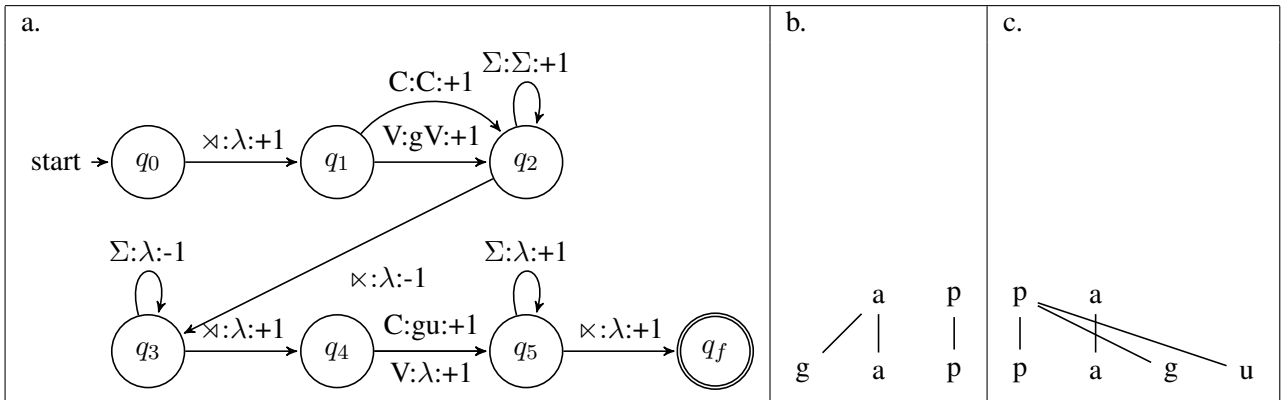 a.
b.
c.
Σ:Σ:+1
C:C:+1
⋊:λ:+1
V:gV:+1
start
q0
q1
q2
Σ:λ:-1
Σ:λ:+1
⋉:λ:-1
⋊:λ:+1
C:gu:+1
⋉:λ:+1
q3
q4
q5
qf
V:λ:+1
a p
g a p
p a
p a g u